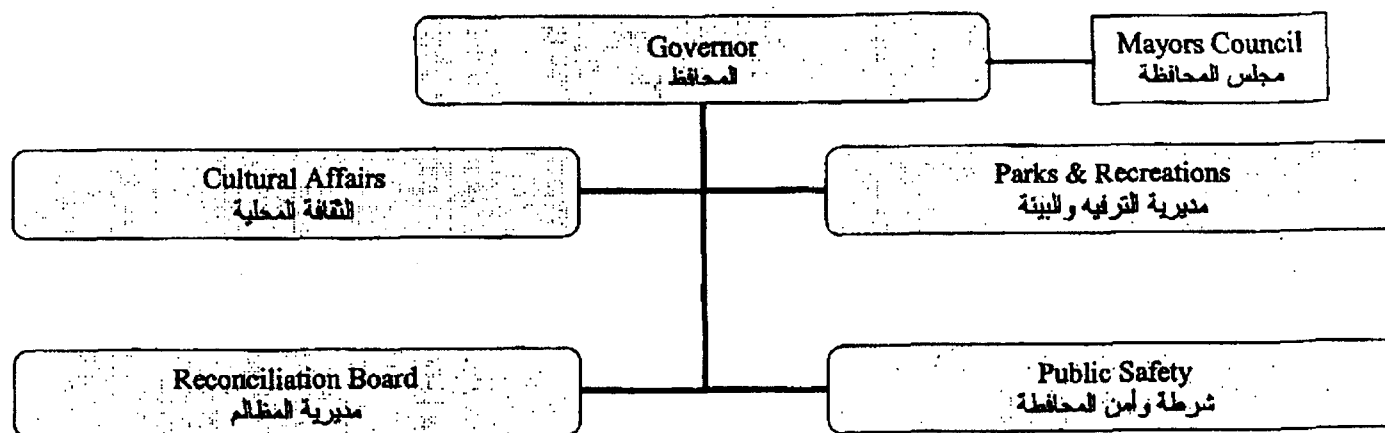 Governor
المحافظ
Mayors Council
مجلس المحافظة
Cultural Affairs
الثقافة المحلية
Parks & Recreations
مديرية الترفيه والبيئة
Reconciliation Board
مديرية المظالم
Public Safety
شرطة وأمن المحافطة